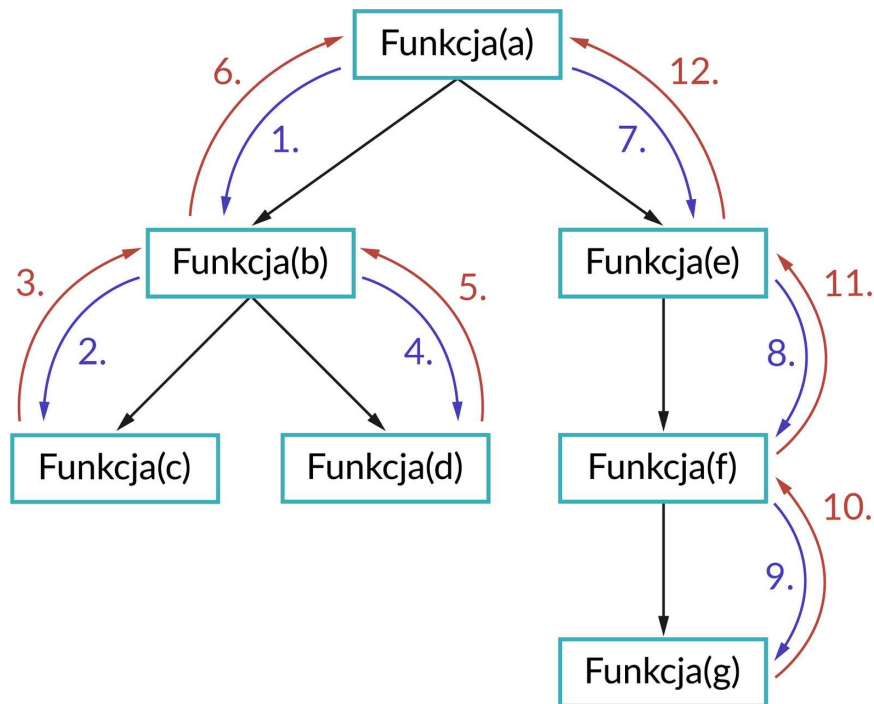 Funkcja(a)
6.
12.
1.
7.
Funkcja(b)
Funkcja(e)
3.
5.
11.
2.
4.
8.
Funkcja(c)
Funkcja(d)
Funkcja(f)
10.
9.
Funkcja(g)